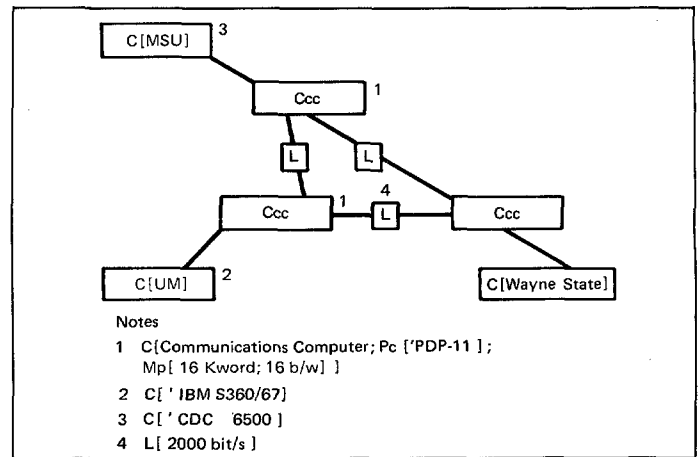 C[MSU] 3
Ccc 1
L L
4
Ccc 1 L Ccc
C[UM] 2 C[Wayne State]
Notes
1 C[Communications Computer; Pc ['PDP-11 ] ;
Mp[ 16 Kword; 16 b/w] ]
2 C[ ' IBM S360/67]
3 C[ ' CDC 6500 ]
4 L[ 2000 bit/s ]